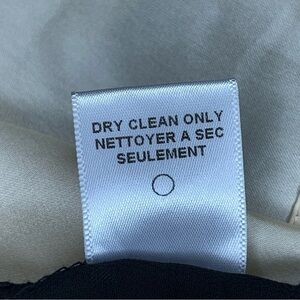 DRY CLEAN ONLY
NETTOYER A SEC
SEULEMENT